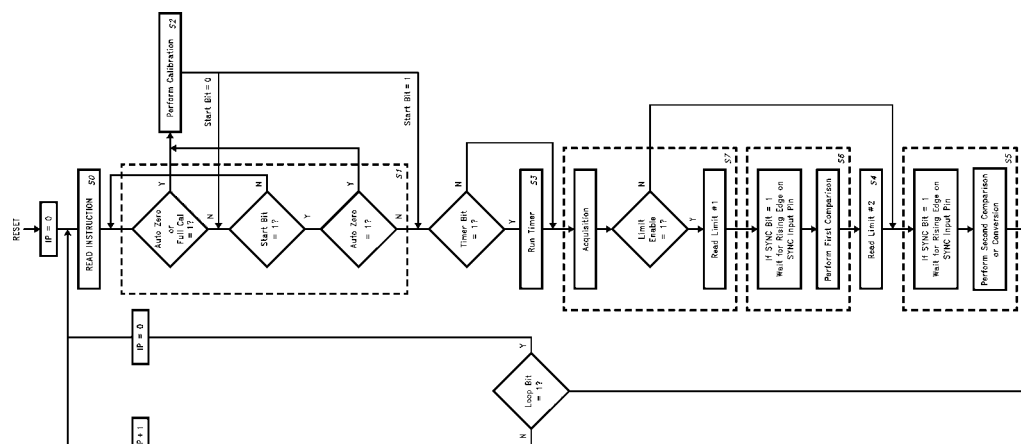 RESET
IP = 0
READ INSTRUCTION
S0
Auto Zero
or
Full Cal
= 1?
Y
N
Perform Calibration
S2
Start Bit = 0
Start Bit = 1
Start Bit
= 1?
N
Y
Auto Zero
= 1?
Y
N
S1
Timer Bit
= 1?
N
Y
Run Timer
S3
Acquisition
Limit
Enable
= 1?
N
Y
Read Limit #1
S7
If SYNC Bit = 1
Wait for Rising Edge on
SYNC Input Pin
Perform First Comparison
S6
Read Limit #2
S4
If SYNC Bit = 1
Wait for Rising Edge on
SYNC Input Pin
Perform Second Comparison
or Conversion
S5
IP = 0
Loop Bit
= 1?
Y
N
P + 1